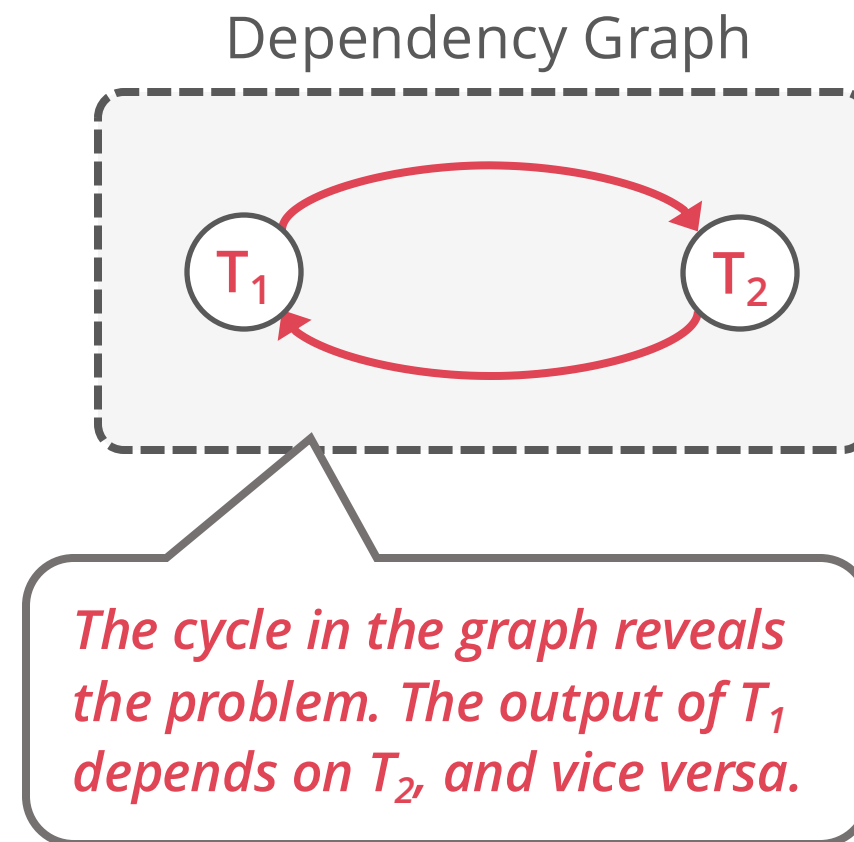 Dependency Graph
T₁
T₂
The cycle in the graph reveals
the problem. The output of T₁
depends on T₂, and vice versa.